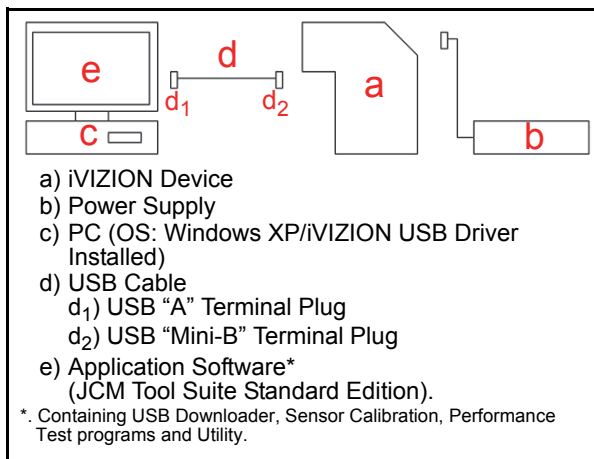 e
d
d1
d2
a
c
b
a) iVIZION Device
b) Power Supply
c) PC (OS: Windows XP/iVIZION USB Driver
Installed)
d) USB Cable
d1) USB “A” Terminal Plug
d2) USB “Mini-B” Terminal Plug
e) Application Software*
(JCM Tool Suite Standard Edition).
*. Containing USB Downloader, Sensor Calibration, Performance
Test programs and Utility.